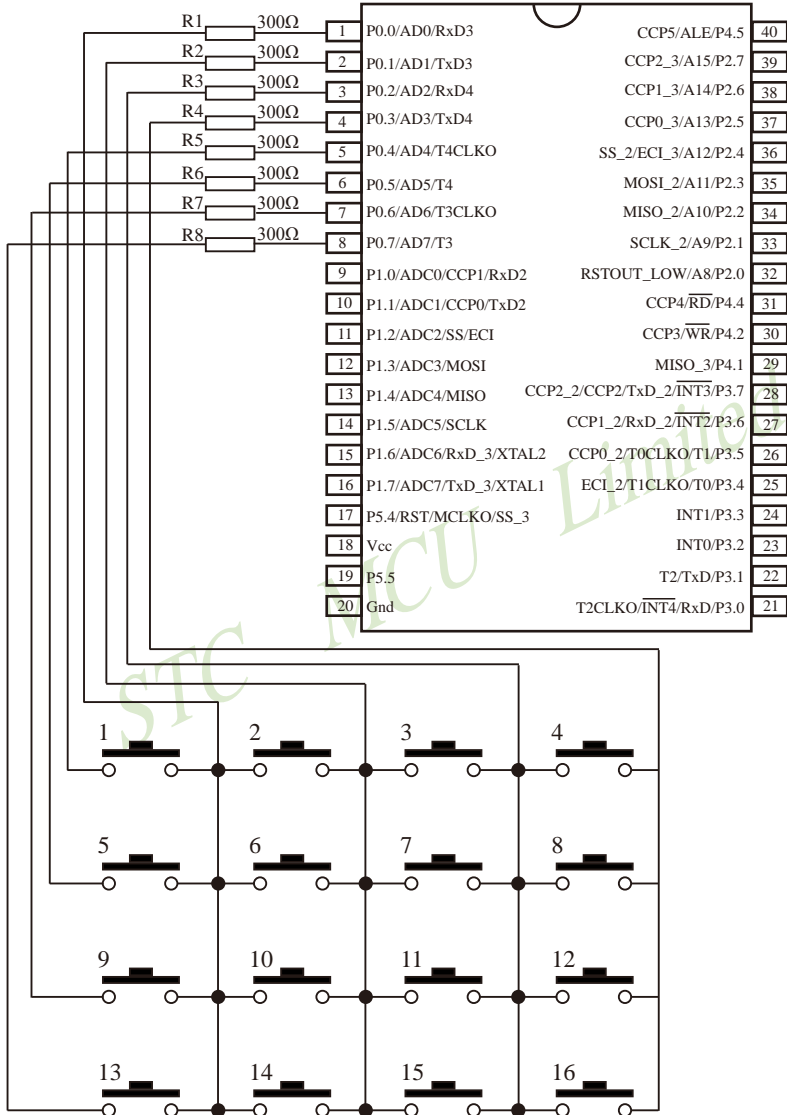 R1 300Ω 1 P0.0/AD0/RxD3 CCP5/ALE/P4.5 40
R2 300Ω 2 P0.1/AD1/TxD3 CCP2_3/A15/P2.7 39
R3 300Ω 3 P0.2/AD2/RxD4 CCP1_3/A14/P2.6 38
R4 300Ω 4 P0.3/AD3/TxD4 CCP0_3/A13/P2.5 37
R5 300Ω 5 P0.4/AD4/T4CLKO SS_2/ECI_3/A12/P2.4 36
R6 300Ω 6 P0.5/AD5/T4 MOSI_2/A11/P2.3 35
R7 300Ω 7 P0.6/AD6/T3CLKO MISO_2/A10/P2.2 34
R8 300Ω 8 P0.7/AD7/T3 SCLK_2/A9/P2.1 33
9 P1.0/ADC0/CCP1/RxD2 RSTOUT_LOW/A8/P2.0 32
10 P1.1/ADC1/CCP0/TxD2 CCP4/RD/P4.4 31
11 P1.2/ADC2/SS/ECI CCP3/WR/P4.2 30
12 P1.3/ADC3/MOSI MISO_3/P4.1 29
13 P1.4/ADC4/MISO CCP2_2/CCP2/TxD_2/INT3/P3.7 28
14 P1.5/ADC5/SCLK CCP1_2/RxD_2/INT2/P3.6 27
15 P1.6/ADC6/RxD_3/XTAL2 CCP0_2/T0CLKO/T1/P3.5 26
16 P1.7/ADC7/TxD_3/XTAL1 ECI_2/T1CLKO/T0/P3.4 25
17 P5.4/RST/MCLKO/SS_3 INT1/P3.3 24
18 Vcc INT0/P3.2 23
19 P5.5 T2/TxD/P3.1 22
20 Gnd T2CLKO/INT4/RxD/P3.0 21
STC MCU Limited
1 2 3 4
5 6 7 8
9 10 11 12
13 14 15 16